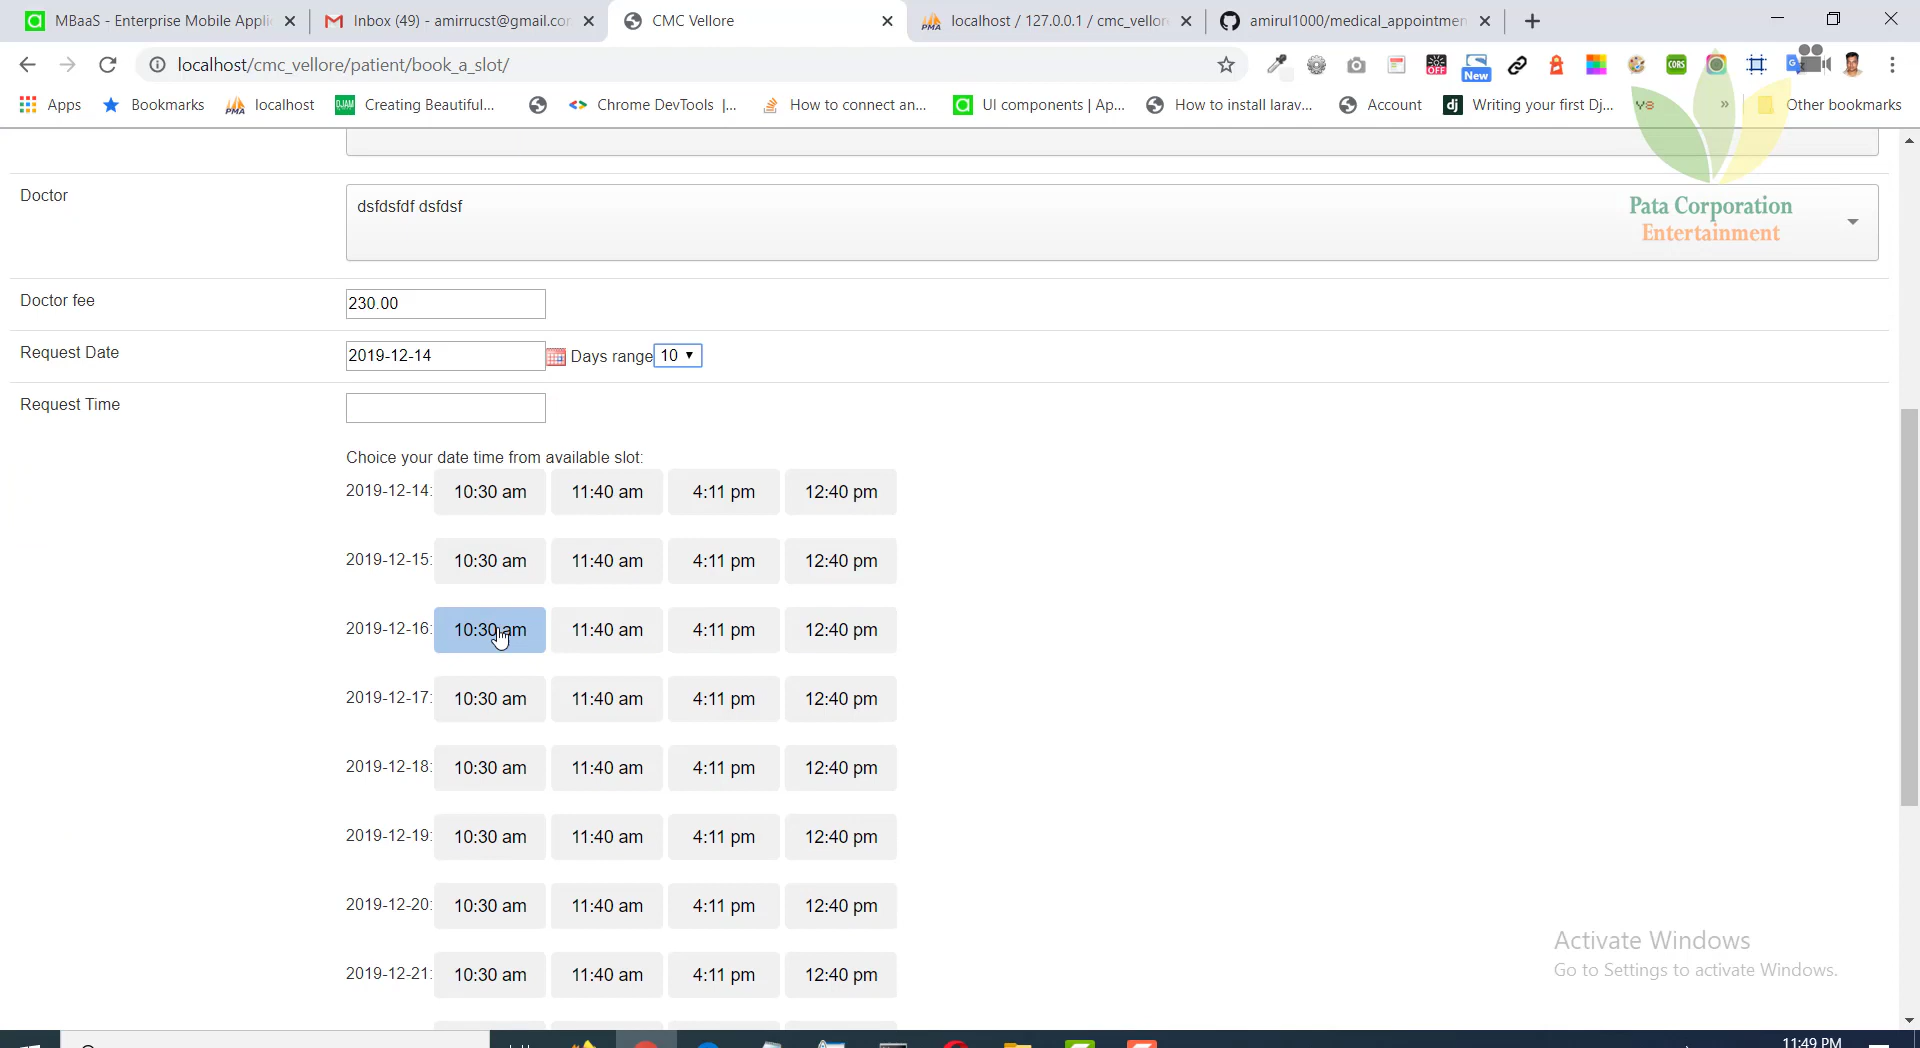 MBaaS - Enterprise Mobile Appli
Inbox (49) - amirrucst@gmail.co
CMC Vellore
localhost / 127.0.0.1 / cmc_vellor
amirul1000/medical_appointmen
localhost/cmc_vellore/patient/book_a_slot/
OFF
New
CORS
Apps
Bookmarks
localhost
Creating Beautiful...
Chrome DevTools |...
How to connect an...
UI components | Ap...
How to install larav...
Account
dj
Writing your first Dj...
»
Other bookmarks
Doctor
dsfdsfdf dsfdsf
Pata Corporation
Entertainment
Doctor fee
230.00
Request Date
2019-12-14
Days range
10
Request Time
Choice your date time from available slot:
2019-12-14: 10:30 am 11:40 am 4:11 pm 12:40 pm
2019-12-15: 10:30 am 11:40 am 4:11 pm 12:40 pm
2019-12-16: 10:30 am 11:40 am 4:11 pm 12:40 pm
2019-12-17: 10:30 am 11:40 am 4:11 pm 12:40 pm
2019-12-18: 10:30 am 11:40 am 4:11 pm 12:40 pm
2019-12-19: 10:30 am 11:40 am 4:11 pm 12:40 pm
2019-12-20: 10:30 am 11:40 am 4:11 pm 12:40 pm
2019-12-21: 10:30 am 11:40 am 4:11 pm 12:40 pm
Activate Windows
Go to Settings to activate Windows.
11:49 PM